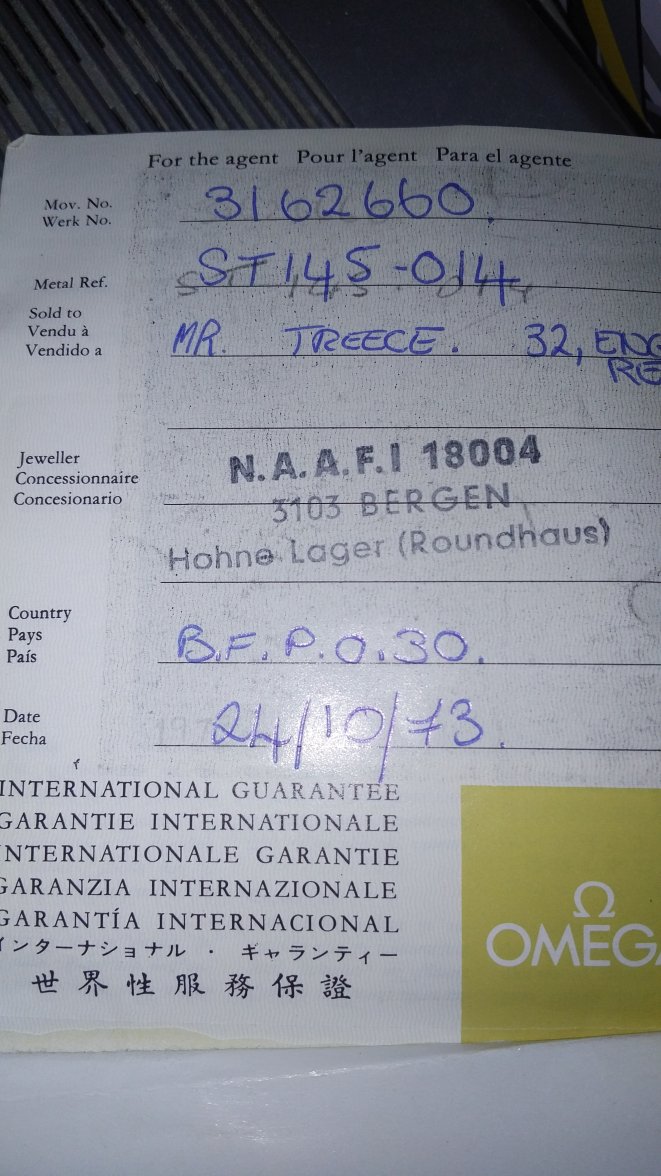 For the agent Pour l'agent Para el agente
Mov. No.
Werk No.
3162660.
Metal Ref.
ST145-014
Sold to
Vendu à
Vendido a
MR. TREECE. 32, ENG
RE
Jeweller
Concessionnaire
Concesionario
N.A.A.F.I 18004
3103 BERGEN
Hohne Lager (Roundhaus)
Country
Pays
País
B.F.P.O.30.
Date
Fecha
24/10/73.
INTERNATIONAL GUARANTEE
GARANTIE INTERNATIONALE
INTERNATIONALE GARANTIE
GARANZIA INTERNAZIONALE
GARANTÍA INTERNACIONAL
インターナショナル · ギャランティー
世界性服務保證
Ω
OMEGA